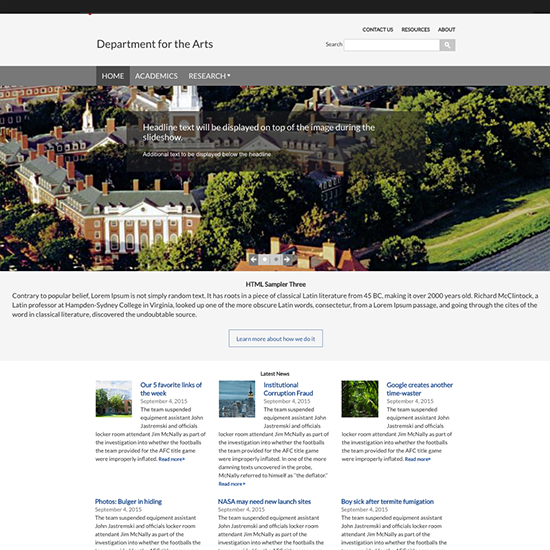 CONTACT US RESOURCES ABOUT
Department for the Arts
Search
HOME ACADEMICS RESEARCH
Headline text will be displayed on top of the image during the
slideshow.
Additional text to be displayed below the headline.
HTML Sampler Three
Contrary to popular belief, Lorem Ipsum is not simply random text. It has roots in a piece of classical Latin literature from 45 BC, making it over 2000 years old. Richard McClintock, a
Latin professor at Hampden-Sydney College in Virginia, looked up one of the more obscure Latin words, consectetur, from a Lorem Ipsum passage, and going through the cites of the
word in classical literature, discovered the undoubtable source.
Learn more about how we do it
Latest News
Our 5 favorite links of
the week
September 4, 2015
The team suspended
equipment assistant John
Jastremski and officials
locker room attendant Jim McNally as part of
the investigation into whether the footballs
the team provided for the AFC title game
were improperly inflated. Read more»
Institutional
Corruption Fraud
September 4, 2015
The team suspended
equipment assistant John
Jastremski and officials
locker room attendant Jim McNally as part of
the investigation into whether the footballs
the team provided for the AFC title game
were improperly inflated. In one of the more
damning texts uncovered in the probe,
McNally referred to himself as "the deflator."
Read more»
Google creates another
time-waster
September 4, 2015
The team suspended
equipment assistant John
Jastremski and officials
locker room attendant Jim McNally as part of
the investigation into whether the footballs
the team provided for the AFC title game
were improperly inflated. Read more»
Photos: Bulger in hiding
September 4, 2015
The team suspended equipment assistant
John Jastremski and officials locker room
attendant Jim McNally as part of the
investigation into whether the footballs the
NASA may need new launch sites
September 4, 2015
The team suspended equipment assistant
John Jastremski and officials locker room
attendant Jim McNally as part of the
investigation into whether the footballs the
Boy sick after termite fumigation
September 4, 2015
The team suspended equipment assistant
John Jastremski and officials locker room
attendant Jim McNally as part of the
investigation into whether the footballs the